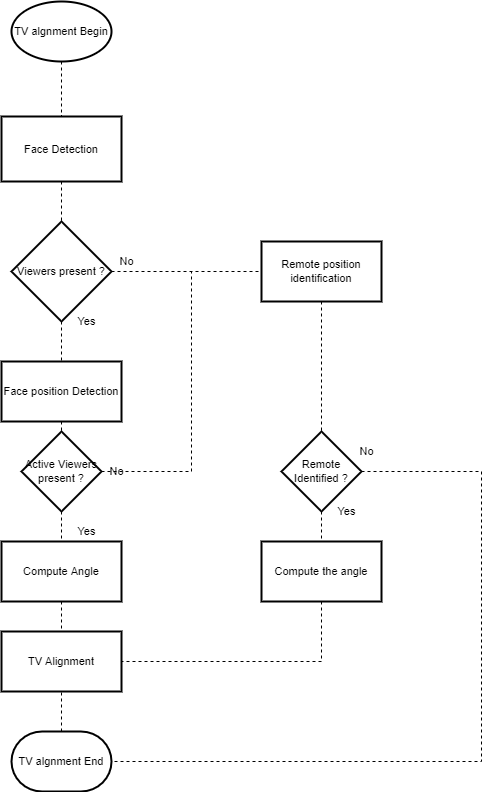 TV algnment Begin
Face Detection
Viewers present ?
No
Remote position
identification
Yes
Face position Detection
Active Viewers
present ?
No
Remote
Identified ?
No
Yes
Yes
Compute Angle
Compute the angle
TV Alignment
TV algnment End